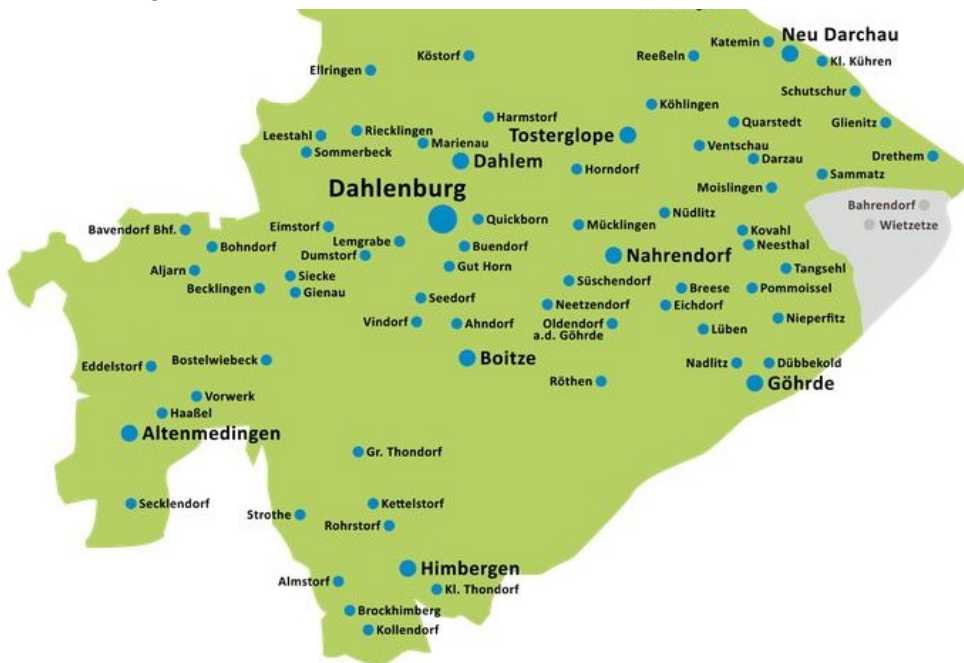 Neu Darchau
Katemin
Köstorf
Reeßeln
Kl. Kühren
Ellringen
Schutschur
Köhlingen
Harmstorf
Quarstedt
Glienitz
Riecklingen
Leestahl
Tosterglope
Marienau
Ventschau
Sommerbeck
Dahlem
Darzau
Drethem
Horndorf
Sammatz
Dahlenburg
Moislingen
Bahrendorf
Nüdlitz
Quickborn
Mücklingen
Wietzetze
Eimstorf
Bavendorf Bhf.
Kovahl
Lemgrabe
Bohndorf
Buendorf
Neesthal
Dumstorf
Nahrendorf
Gut Horn
Aljarn
Tangsehl
Siecke
Süschendorf
Becklingen
Gienau
Breese
Pommoissel
Seedorf
Neetzendorf
Eichdorf
Vindorf
Ahndorf
Oldendorf
a.d. Göhrde
Nieperfitz
Lüben
Boitze
Bostelwiebeck
Eddelstorf
Nadlitz
Dübbekold
Röthen
Göhrde
Vorwerk
Haaßel
Altenmedingen
Gr. Thondorf
Secklendorf
Kettelstorf
Strothe
Rohrstorf
Himbergen
Almstorf
Kl. Thondorf
Brockhimberg
Kollendorf